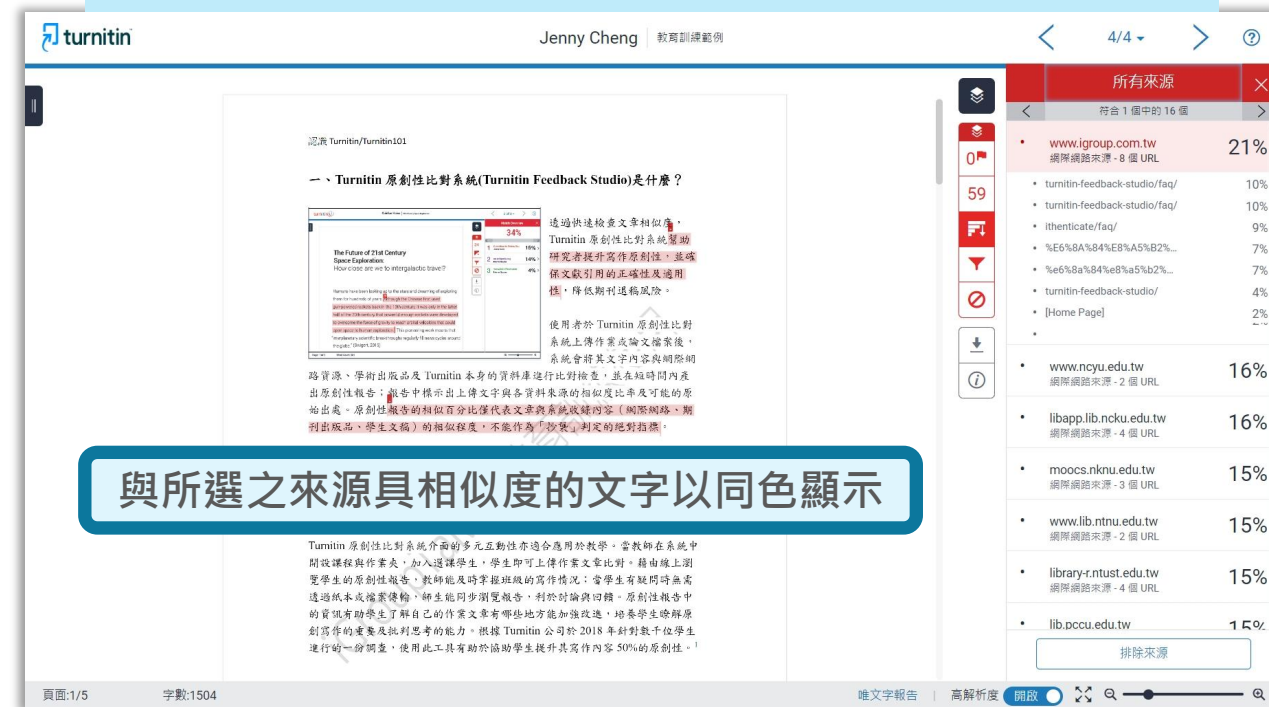 turnitin
Jenny Cheng 教育訓練範例
4/4
認識 Turnitin/Turnitin101
一、Turnitin 原創性比對系統(Turnitin Feedback Studio)是什麼？
34%
The Future of 21st Century
Space Exploration:
How close are we to intergalactic travel?
透過快速檢查文章相似度，
Turnitin 原創性比對系統幫助
研究者提升寫作原創性，並確
保文獻引用的正確性及適用
性，降低期刊退稿風險。
使用者於 Turnitin 原創性比對
系統上傳作業或論文檔案後，
系統會將其文字內容與網際網
路資源、學術出版品及 Turnitin 本身的資料庫進行比對檢查，並在短時間內產
出原創性報告；報告中標示出上傳文字與各資料來源的相似度比率及可能的原
始出處。原創性報告的相似百分比僅代表文章與系統收錄內容（網際網路、期
刊出版品、學生文稿）的相似程度，不能作為「抄襲」判定的絕對指標。
與所選之來源具相似度的文字以同色顯示
Turnitin 原創性比對系統介面的多元互動性亦適合應用於教學。當教師在系統中
開設課程與作業夾，加入選課學生，學生即可上傳作業文章比對。藉由線上瀏
覽學生的原創性報告，教師能及時掌握班級的寫作情況；當學生有疑問時無需
透過紙本或檔案傳輸，師生能同步瀏覽報告，利於討論與回饋。原創性報告中
的資訊有助學生了解自己的作業文章有哪些地方能加強改進，培養學生瞭解原
創寫作的重要及批判思考的能力。根據 Turnitin 公司於 2018 年針對數千位學生
進行的一份調查，使用此工具有助於協助學生提升其寫作內容 50%的原創性。1
0
59
所有來源
符合 1 個中的 16 個
www.igroup.com.tw 21%
網際網路來源 - 8 個 URL
turnitin-feedback-studio/faq/ 10%
turnitin-feedback-studio/faq/ 10%
ithenticate/faq/ 9%
%E6%8A%84%E8%A5%B2%... 7%
%e6%8a%84%e8%a5%b2%... 7%
turnitin-feedback-studio/ 4%
[Home Page] 2%
www.ncyu.edu.tw 16%
網際網路來源 - 2 個 URL
libapp.lib.ncku.edu.tw 16%
網際網路來源 - 4 個 URL
moocs.nknu.edu.tw 15%
網際網路來源 - 3 個 URL
www.lib.ntnu.edu.tw 15%
網際網路來源 - 2 個 URL
library-r.ntust.edu.tw 15%
網際網路來源 - 4 個 URL
lib.pccu.edu.tw 15%
排除來源
頁面:1/5 字數:1504 唯文字報告 高解析度 開啟